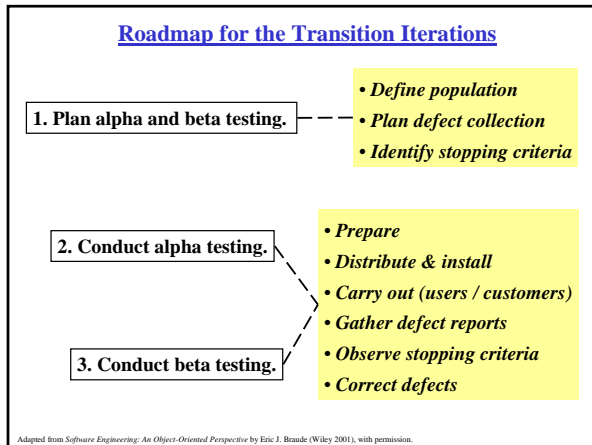 Roadmap for the Transition Iterations
1. Plan alpha and beta testing.
• Define population
• Plan defect collection
• Identify stopping criteria
2. Conduct alpha testing.
3. Conduct beta testing.
• Prepare
• Distribute & install
• Carry out (users / customers)
• Gather defect reports
• Observe stopping criteria
• Correct defects
Adapted from Software Engineering: An Object-Oriented Perspective by Eric J. Braude (Wiley 2001), with permission.